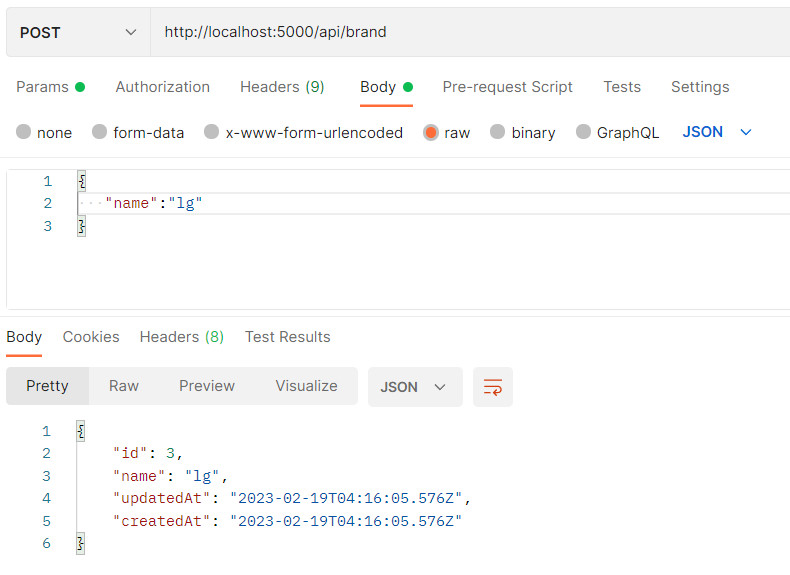 POST http://localhost:5000/api/brand
Params Authorization Headers (9) Body Pre-request Script Tests Settings
none form-data x-www-form-urlencoded raw binary GraphQL JSON
1 {
2 "name":"lg"
3 }
Body Cookies Headers (8) Test Results
Pretty Raw Preview Visualize JSON
1 {
2 "id": 3,
3 "name": "lg",
4 "updatedAt": "2023-02-19T04:16:05.576Z",
5 "createdAt": "2023-02-19T04:16:05.576Z"
6 }